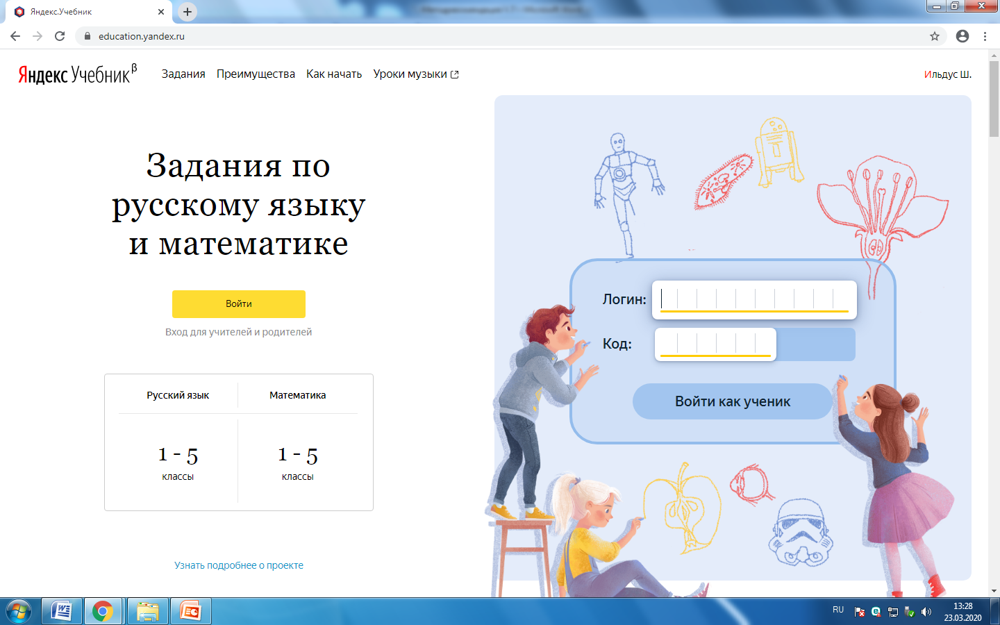 Яндекс.Учебник
education.yandex.ru
Яндекс Учебник β
Задания Преимущества Как начать Уроки музыки
Ильдус Ш.
Задания по
русскому языку
и математике
Войти
Вход для учителей и родителей
Русский язык Математика
1 - 5 1 - 5
классы классы
Узнать подробнее о проекте
Логин:
Код:
Войти как ученик
RU
13:28
23.03.2020